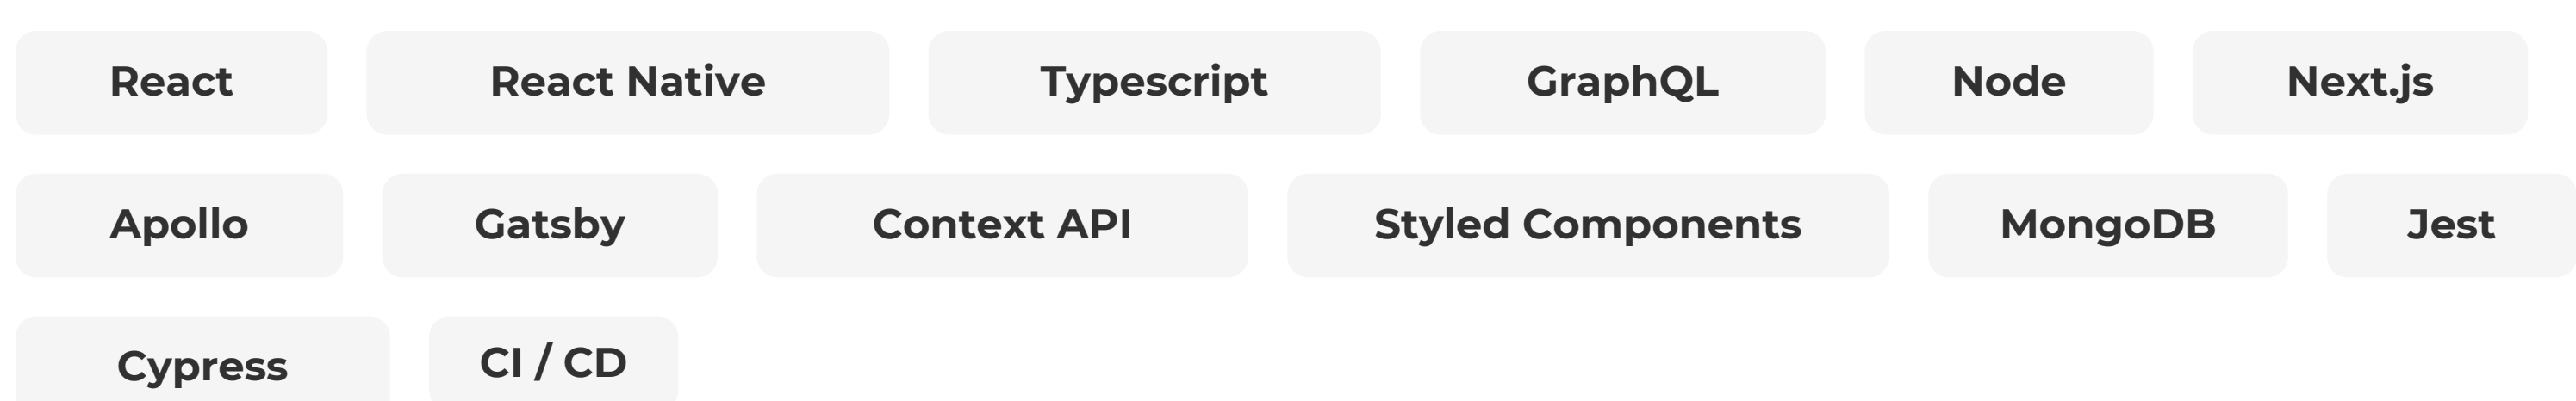 React React Native Typescript GraphQL Node Next.js
Apollo Gatsby Context API Styled Components MongoDB Jest
Cypress CI / CD